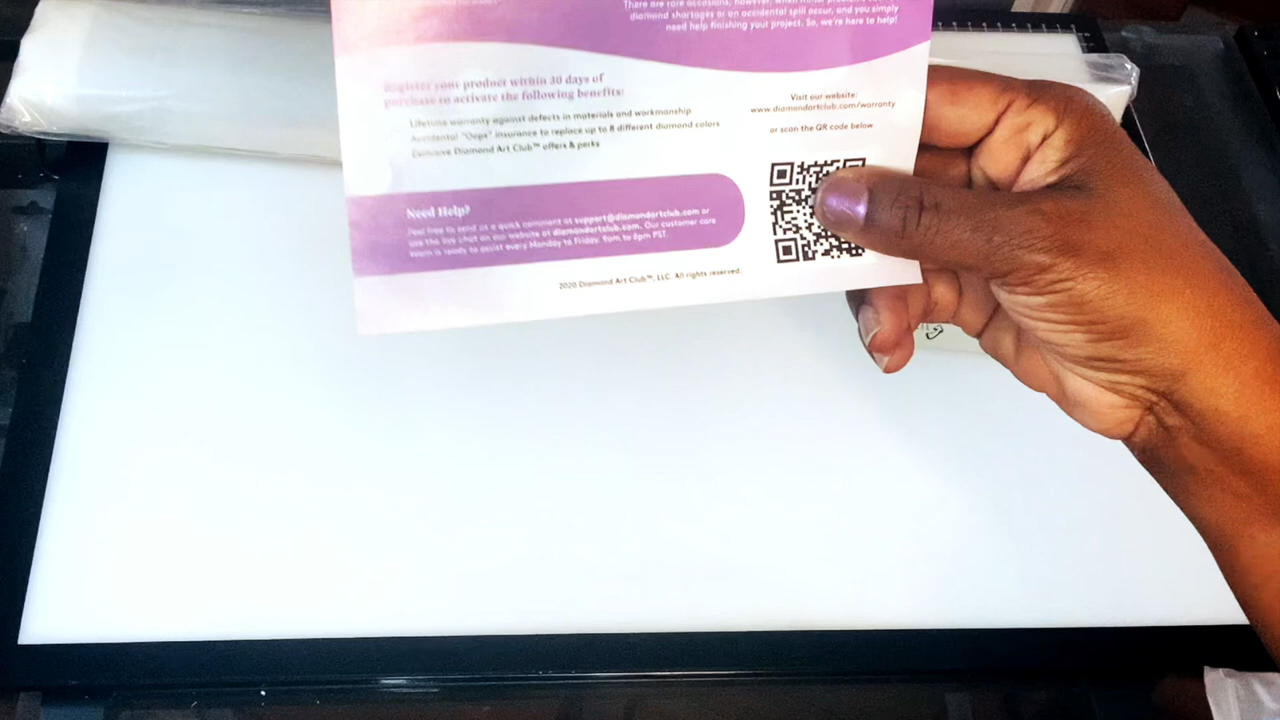 There are rare occasions, however, when minor
diamond shortages or an accidental spill occur, and you simply
need help finishing your project. So, we're here to help!
Register your product within 30 days of
purchase to activate the following benefits:
Lifetime warranty against defects in materials and workmanship
Accidental "Oops" insurance to replace up to 8 different diamond colors
Exclusive Diamond Art Club™ offers & perks
Visit our website:
www.diamondartclub.com/warranty
or scan the QR code below
Need Help?
Feel free to send us a quick comment at support@diamondartclub.com or
use the live chat on our website at diamondartclub.com. Our customer care
team is ready to assist every Monday to Friday, 9am to 6pm PST.
2020 Diamond Art Club™, LLC. All rights reserved.